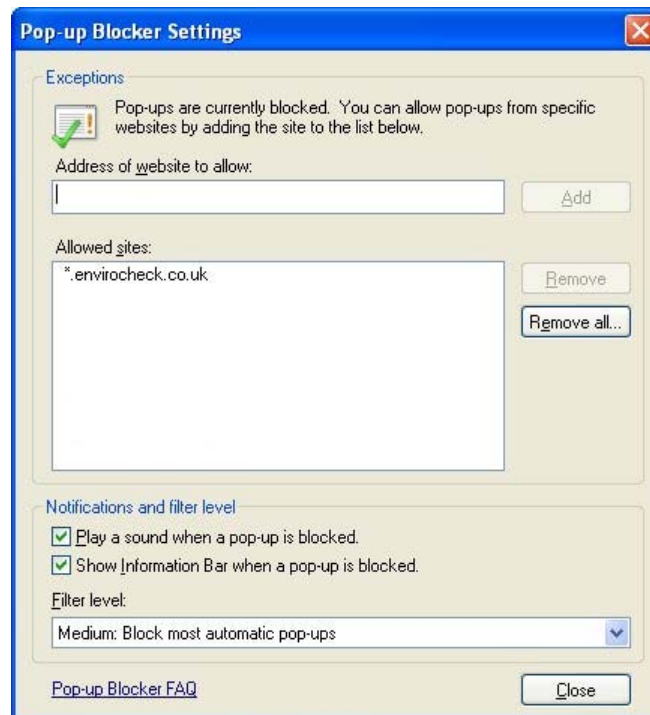 Pop-up Blocker Settings
Exceptions
Pop-ups are currently blocked. You can allow pop-ups from specific
websites by adding the site to the list below.
Address of website to allow:
Add
Allowed sites:
*.envirocheck.co.uk
Remove
Remove all...
Notifications and filter level
Play a sound when a pop-up is blocked.
Show Information Bar when a pop-up is blocked.
Filter level:
Medium: Block most automatic pop-ups
Pop-up Blocker FAQ
Close